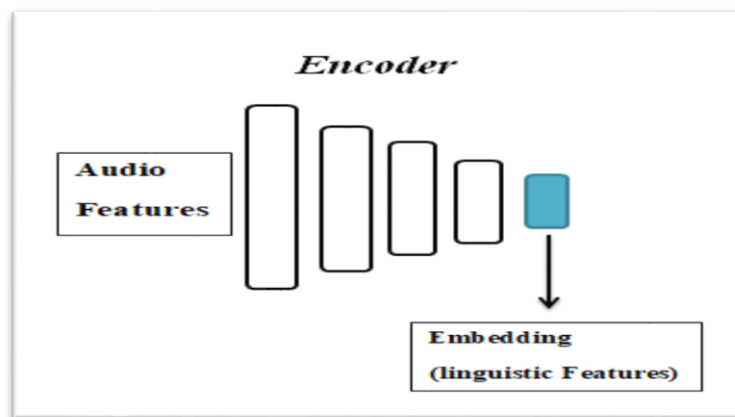 Encoder
Audio
Features
Embedding
(linguistic Features)